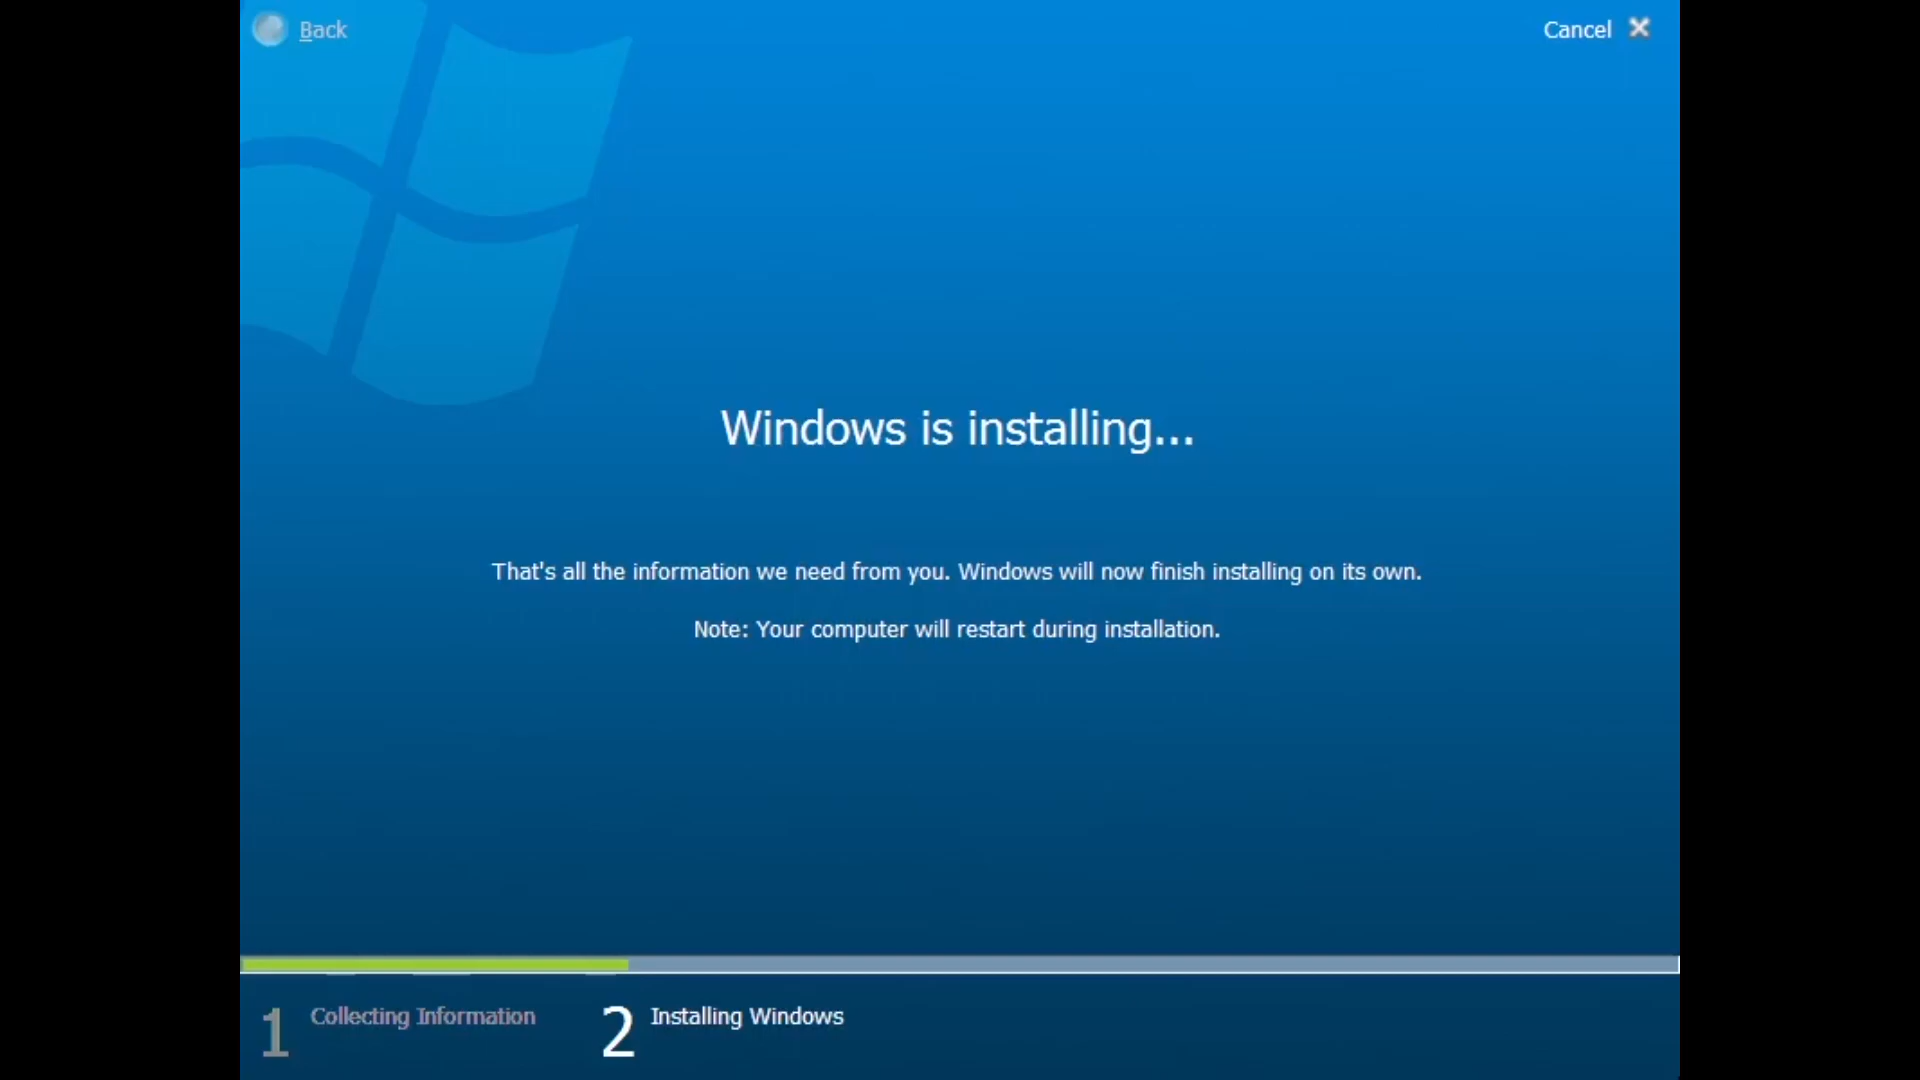 Back
Cancel
Windows is installing...
That's all the information we need from you. Windows will now finish installing on its own.
Note: Your computer will restart during installation.
1 Collecting Information
2 Installing Windows